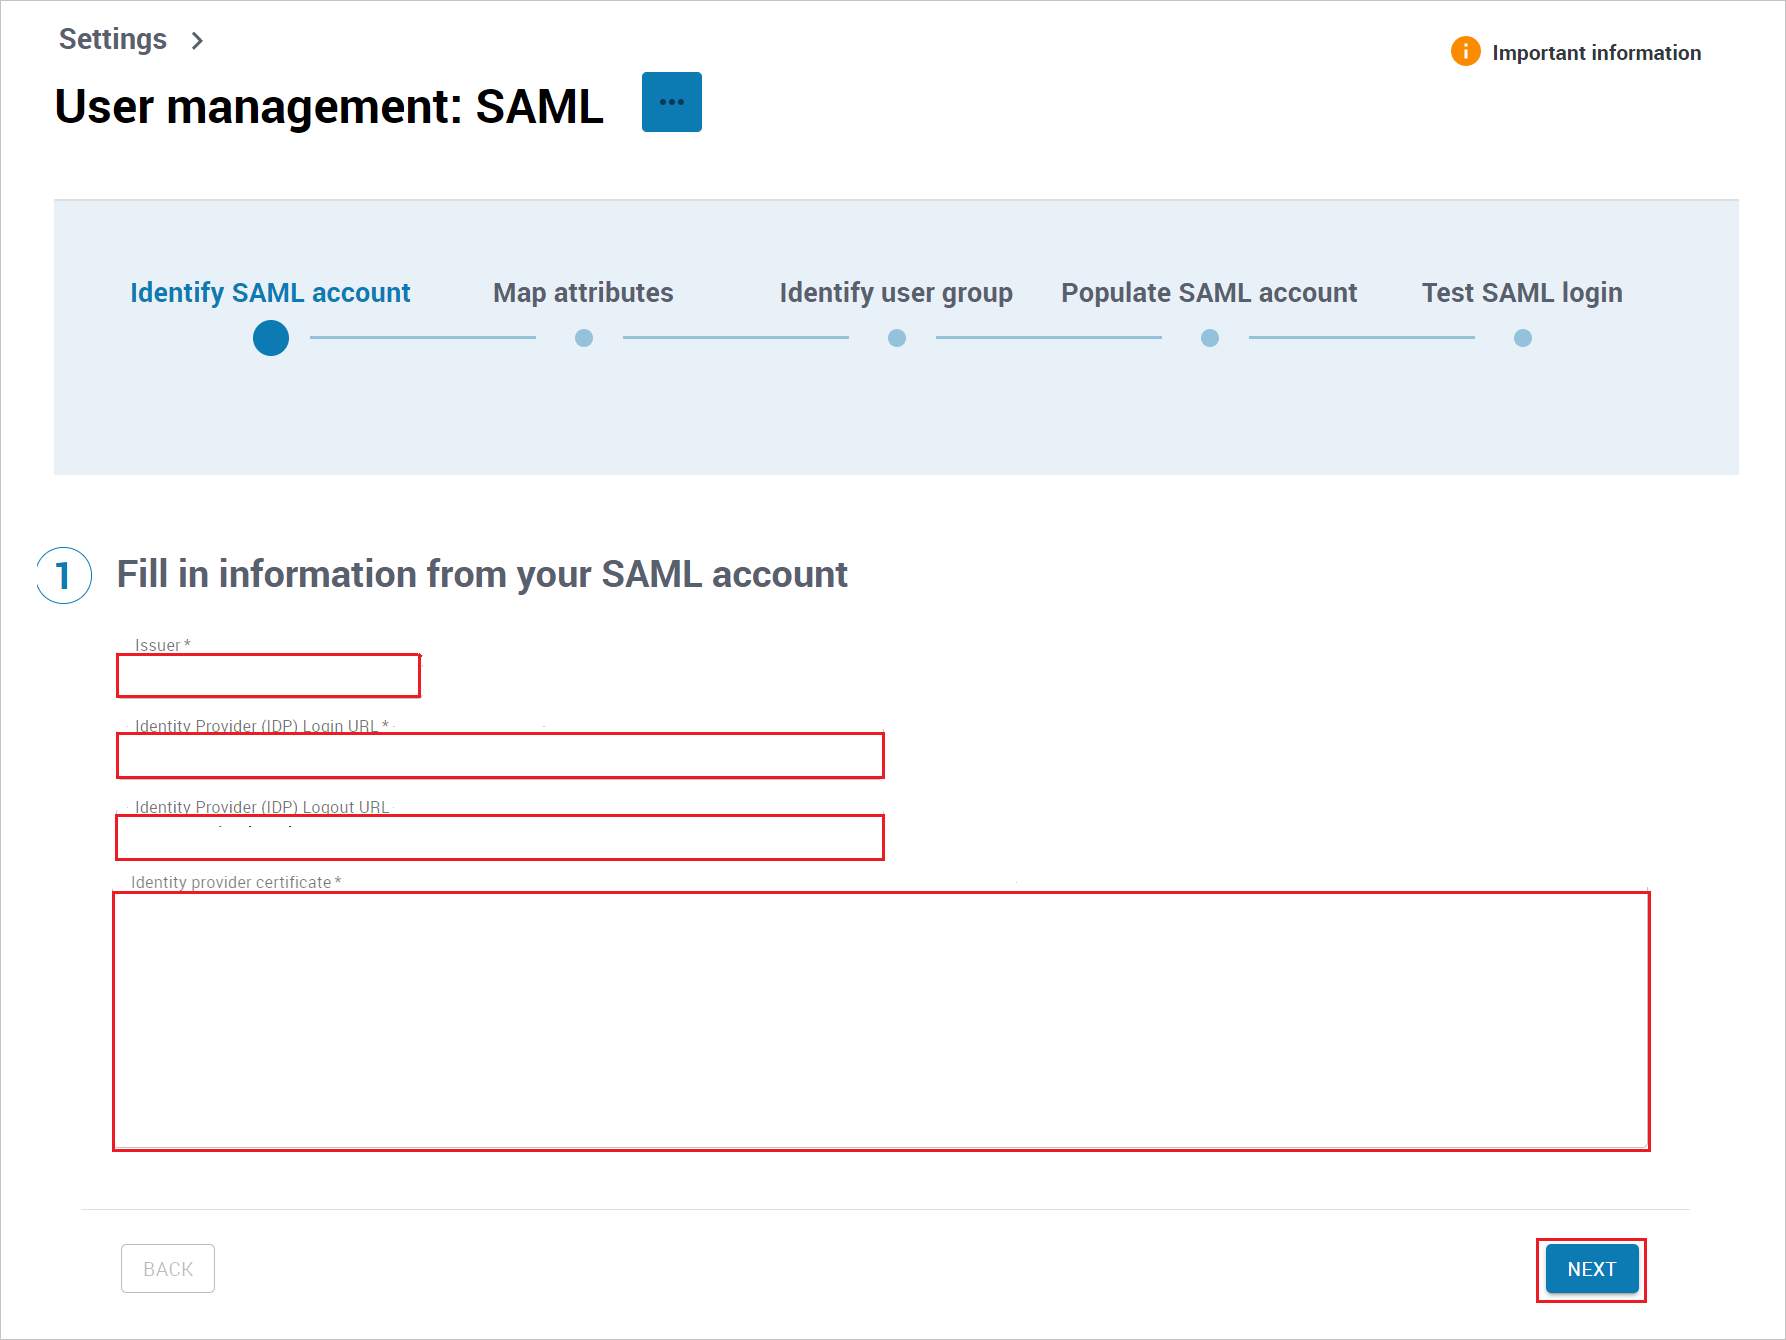 Settings
Important information
User management: SAML
Identify SAML account
Map attributes
Identify user group
Populate SAML account
Test SAML login
1
Fill in information from your SAML account
Issuer *
Identity Provider (IDP) Login URL *
Identity Provider (IDP) Logout URL
Identity provider certificate *
BACK
NEXT